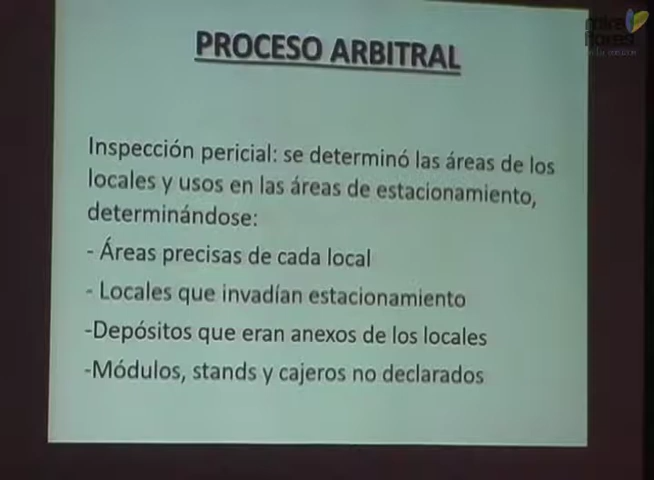 PROCESO ARBITRAL
Inspección pericial: se determinó las áreas de los
locales y usos en las áreas de estacionamiento,
determinándose:
- Áreas precisas de cada local
- Locales que invadían estacionamiento
-Depósitos que eran anexos de los locales
-Módulos, stands y cajeros no declarados
mira
flores